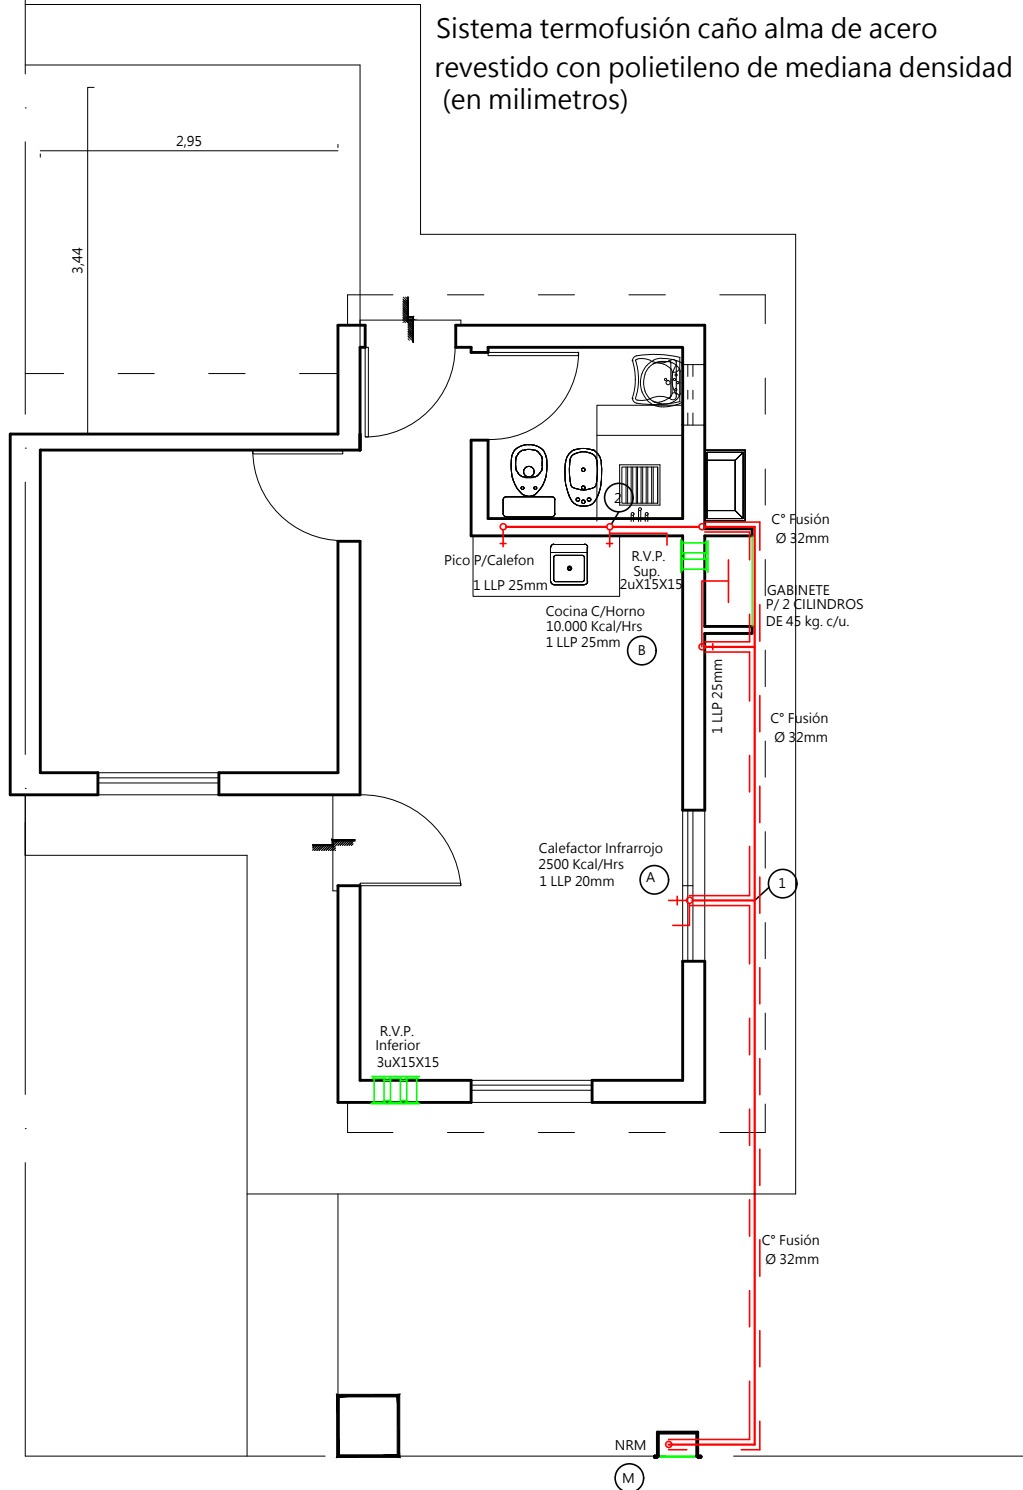 Sistema termofusión caño alma de acero
revestido con polietileno de mediana densidad
(en milimetros)
2,95
3,44
2
C° Fusión
Ø 32mm
Pico P/Calefon
1 LLP 25mm
R.V.P.
Sup.
2uX15X15
GABINETE
P/ 2 CILINDROS
DE 45 kg. c/u.
Cocina C/Horno
10.000 Kcal/Hrs
1 LLP 25mm
B
1 LLP 25mm
C° Fusión
Ø 32mm
Calefactor Infrarrojo
2500 Kcal/Hrs
1 LLP 20mm
A
1
R.V.P.
Inferior
3uX15X15
C° Fusión
Ø 32mm
NRM
M